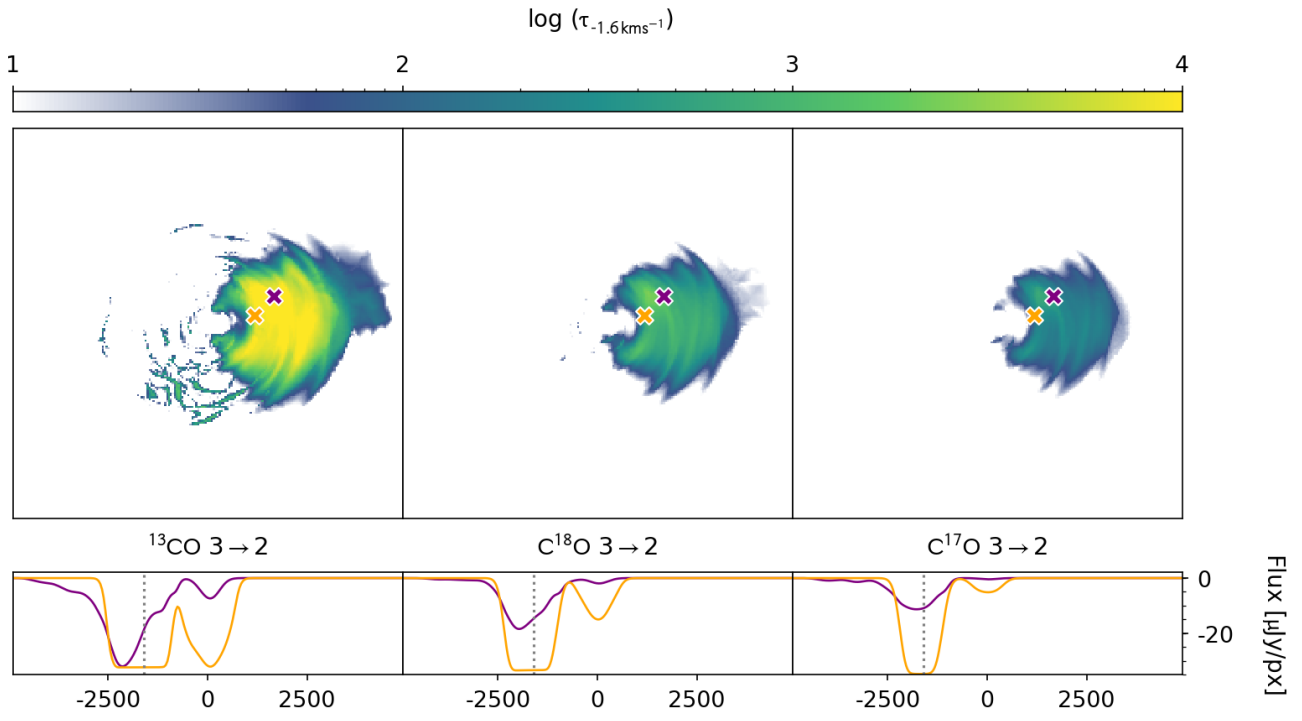 log (τ-1.6 kms⁻¹)
1 2 3 4
¹³CO 3→2 C¹⁸O 3→2 C¹⁷O 3→2
0
-20
Flux [μJy/px]
-2500 0 2500 -2500 0 2500 -2500 0 2500